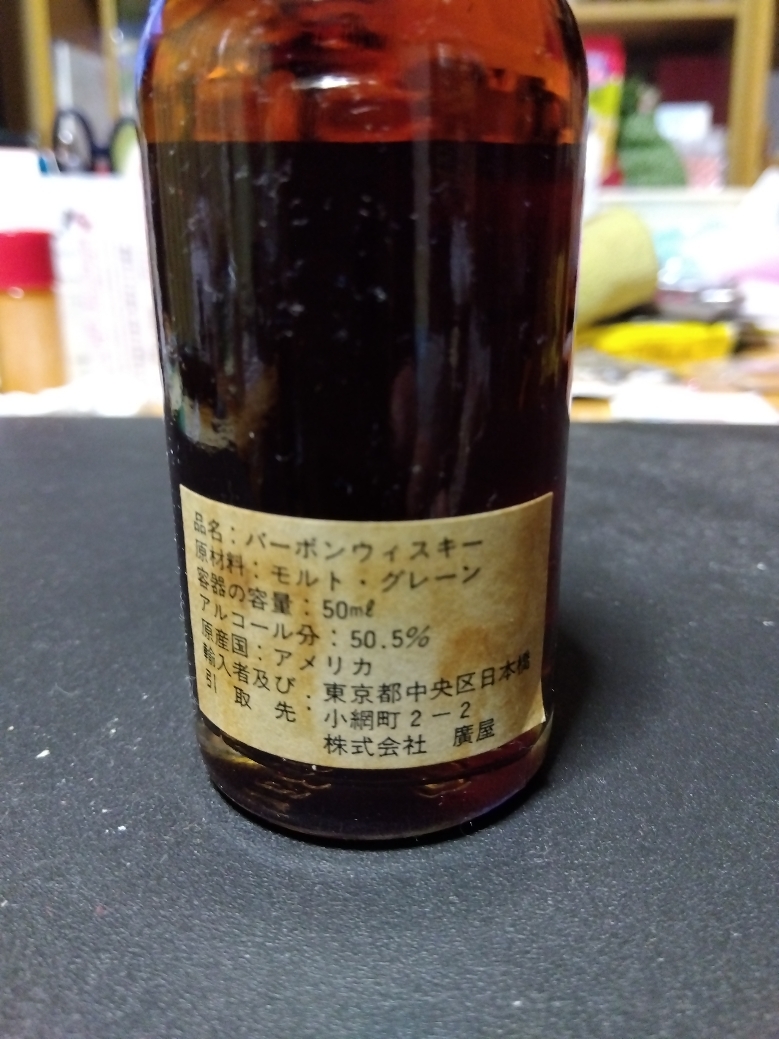 品名：バーボンウィスキー
原材料：モルト・グレーン
容器の容量：50㎖
アルコール分：50.5％
原産国：アメリカ
輸入者及び引取先：東京都中央区日本橋
小網町2－2
株式会社　廣屋